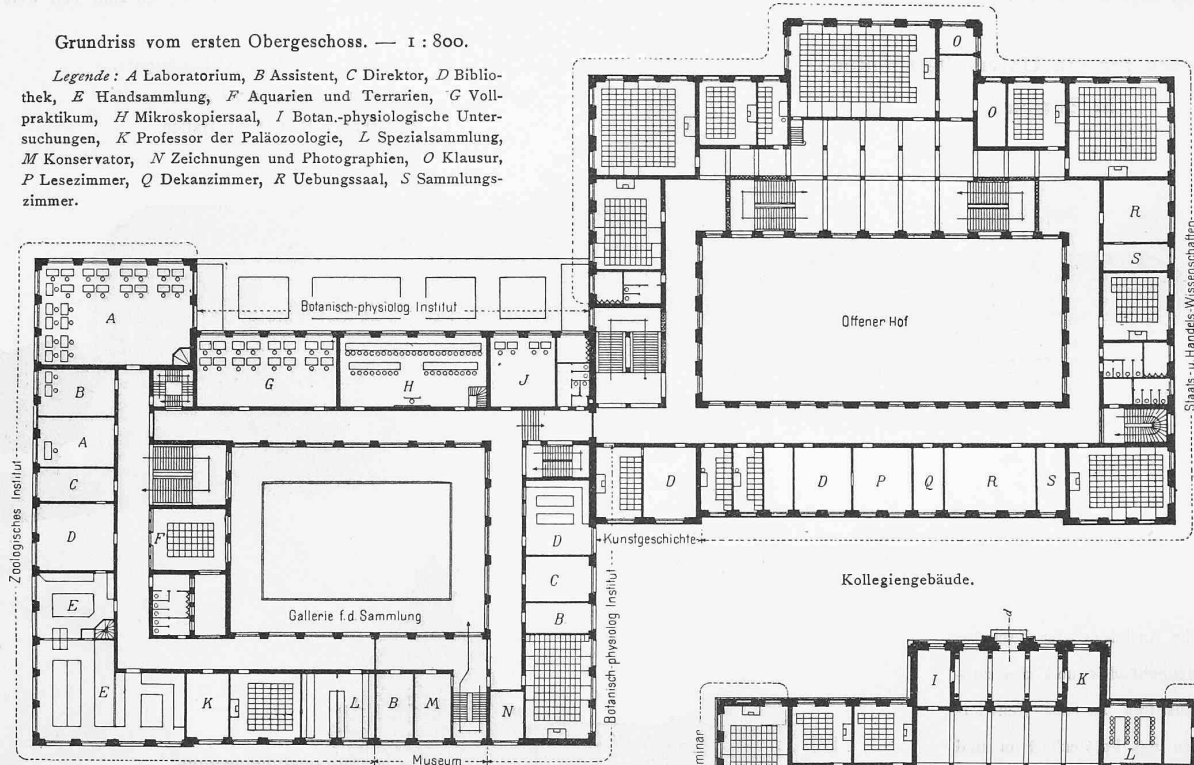 Grundriss vom ersten Obergeschoss. — 1 : 800.
Legende: A Laboratorium, B Assistent, C Direktor, D Biblio-
thek, E Handsammlung, F Aquarien und Terrarien, G Voll-
praktikum, H Mikroskopiersaal, I Botan.-physiologische Unter-
suchungen, K Professor der Paläozoologie, L Spezialsammlung,
M Konservator, N Zeichnungen und Photographien, O Klausur,
P Lesezimmer, Q Dekanzimmer, R Uebungssaal, S Sammlungs-
zimmer.
O
O
R
S
Staats- u. Handels-Wissenschaften
Offener Hof
Botanisch-physiolog. Institut
A
G
H
J
B
A
C
D
F
E
E
Zoologisches Institut
Gallerie f. d. Sammlung
D
C
B
Botanisch-physiolog. Institut
K
L
B
M
N
Museum
D
D
P
Q
R
S
Kunstgeschichte
Kollegiengebäude.
d
I
K
L
minar